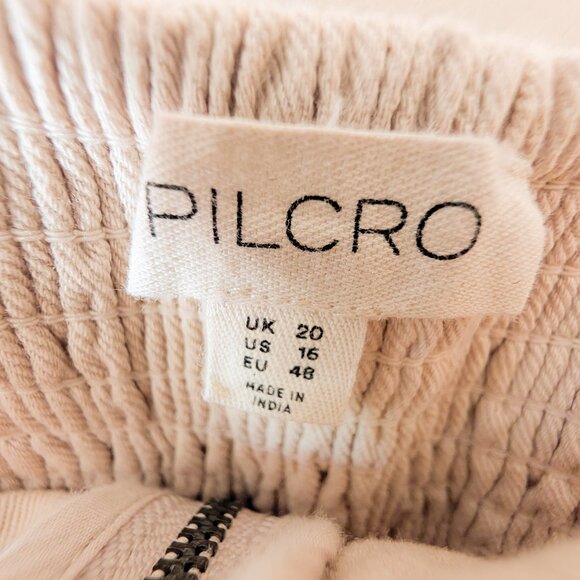 PILCRO
UK 20
US 16
EU 48
MADE IN
INDIA